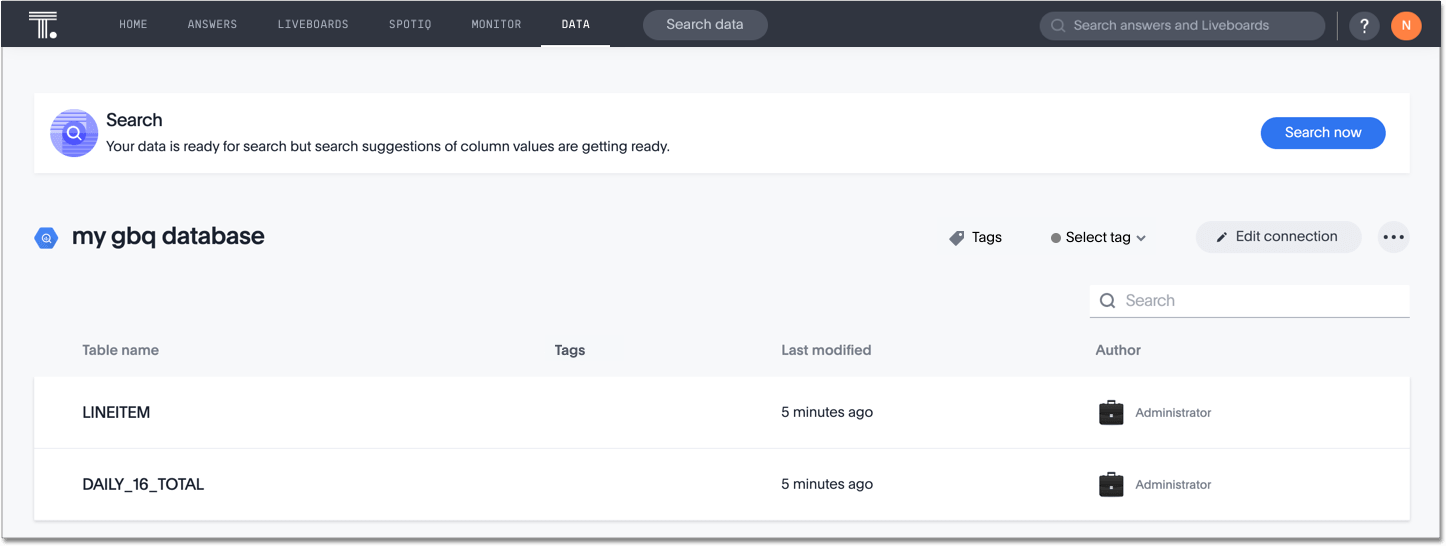 T.
HOME ANSWERS LIVEBOARDS SPOTIQ MONITOR DATA Search data Search answers and Liveboards ? N
Search
Your data is ready for search but search suggestions of column values are getting ready.
Search now
my gbq database Tags Select tag Edit connection
Search
Table name Tags Last modified Author
LINEITEM 5 minutes ago Administrator
DAILY_16_TOTAL 5 minutes ago Administrator